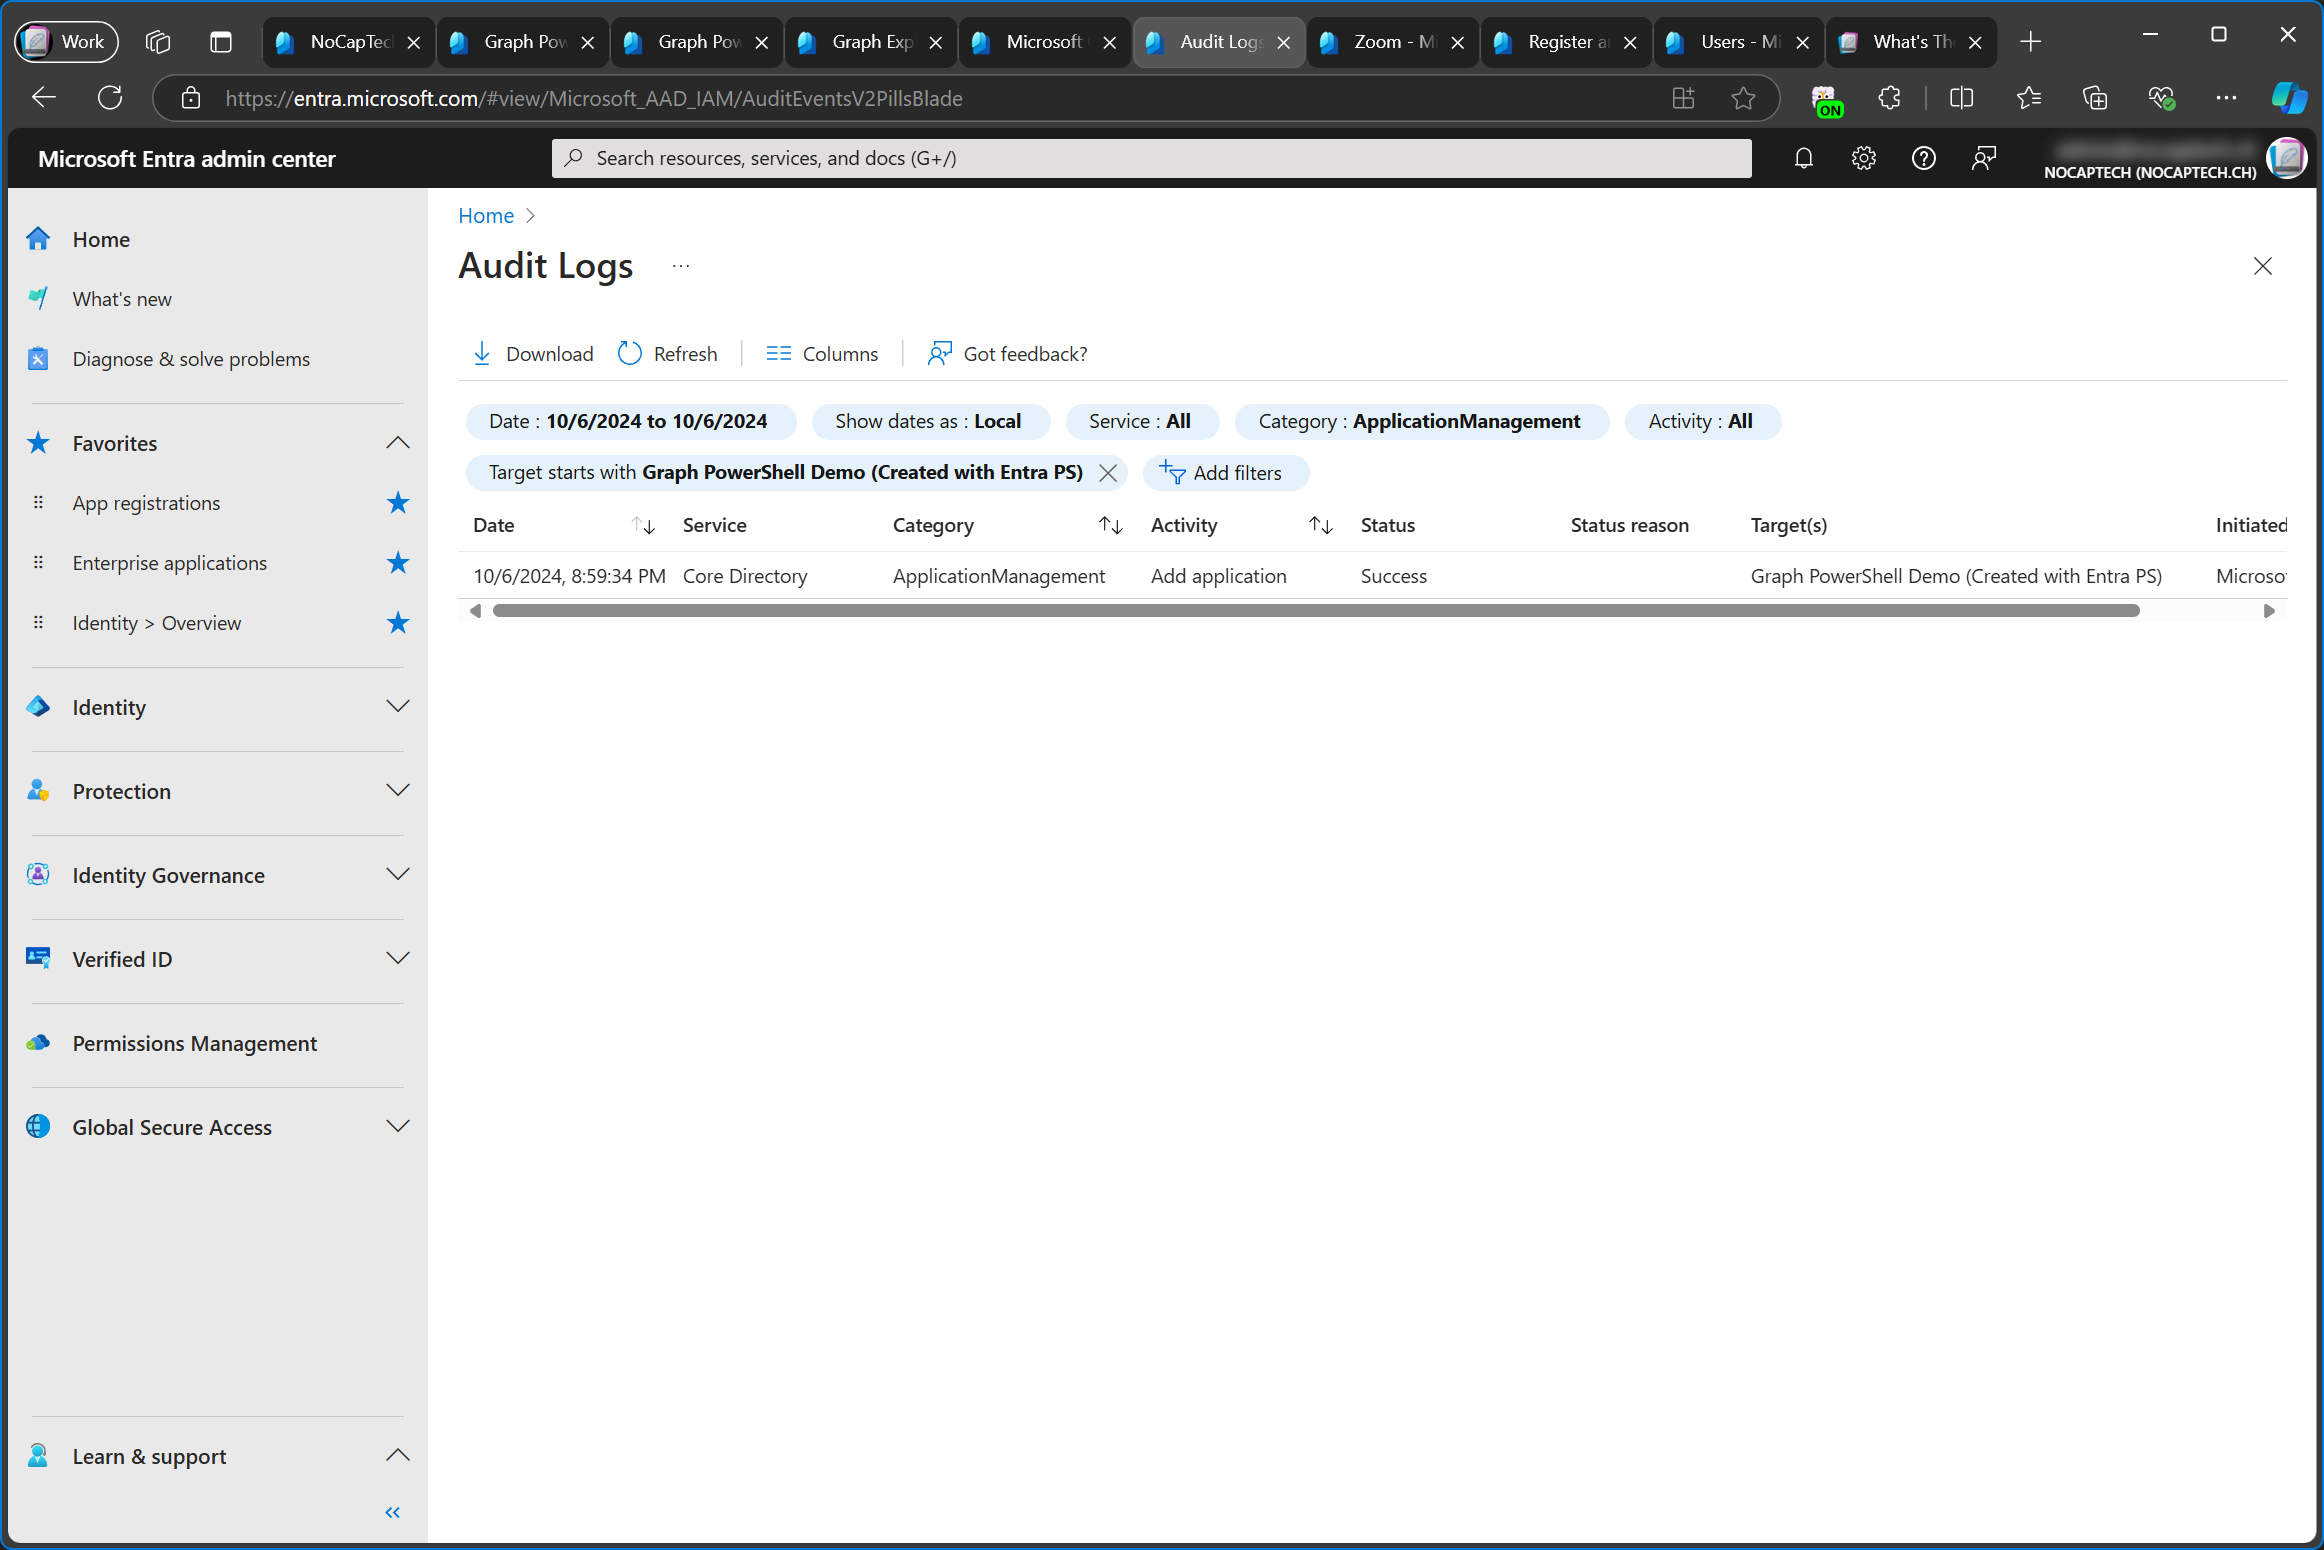 Work
NoCapTec
Graph Pow
Graph Pow
Graph Exp
Microsoft
Audit Logs
Zoom - Mi
Register a
Users - Mi
What's Th
https://entra.microsoft.com/#view/Microsoft_AAD_IAM/AuditEventsV2PillsBlade
ON
Microsoft Entra admin center
Search resources, services, and docs (G+/)
NOCAPTECH (NOCAPTECH.CH)
Home
What's new
Diagnose & solve problems
Favorites
App registrations
Enterprise applications
Identity > Overview
Identity
Protection
Identity Governance
Verified ID
Permissions Management
Global Secure Access
Learn & support
Home >
Audit Logs ...
Download Refresh Columns Got feedback?
Date : 10/6/2024 to 10/6/2024 Show dates as : Local Service : All Category : ApplicationManagement Activity : All
Target starts with Graph PowerShell Demo (Created with Entra PS) Add filters
Date Service Category Activity Status Status reason Target(s) Initiated
10/6/2024, 8:59:34 PM Core Directory ApplicationManagement Add application Success Graph PowerShell Demo (Created with Entra PS) Microso